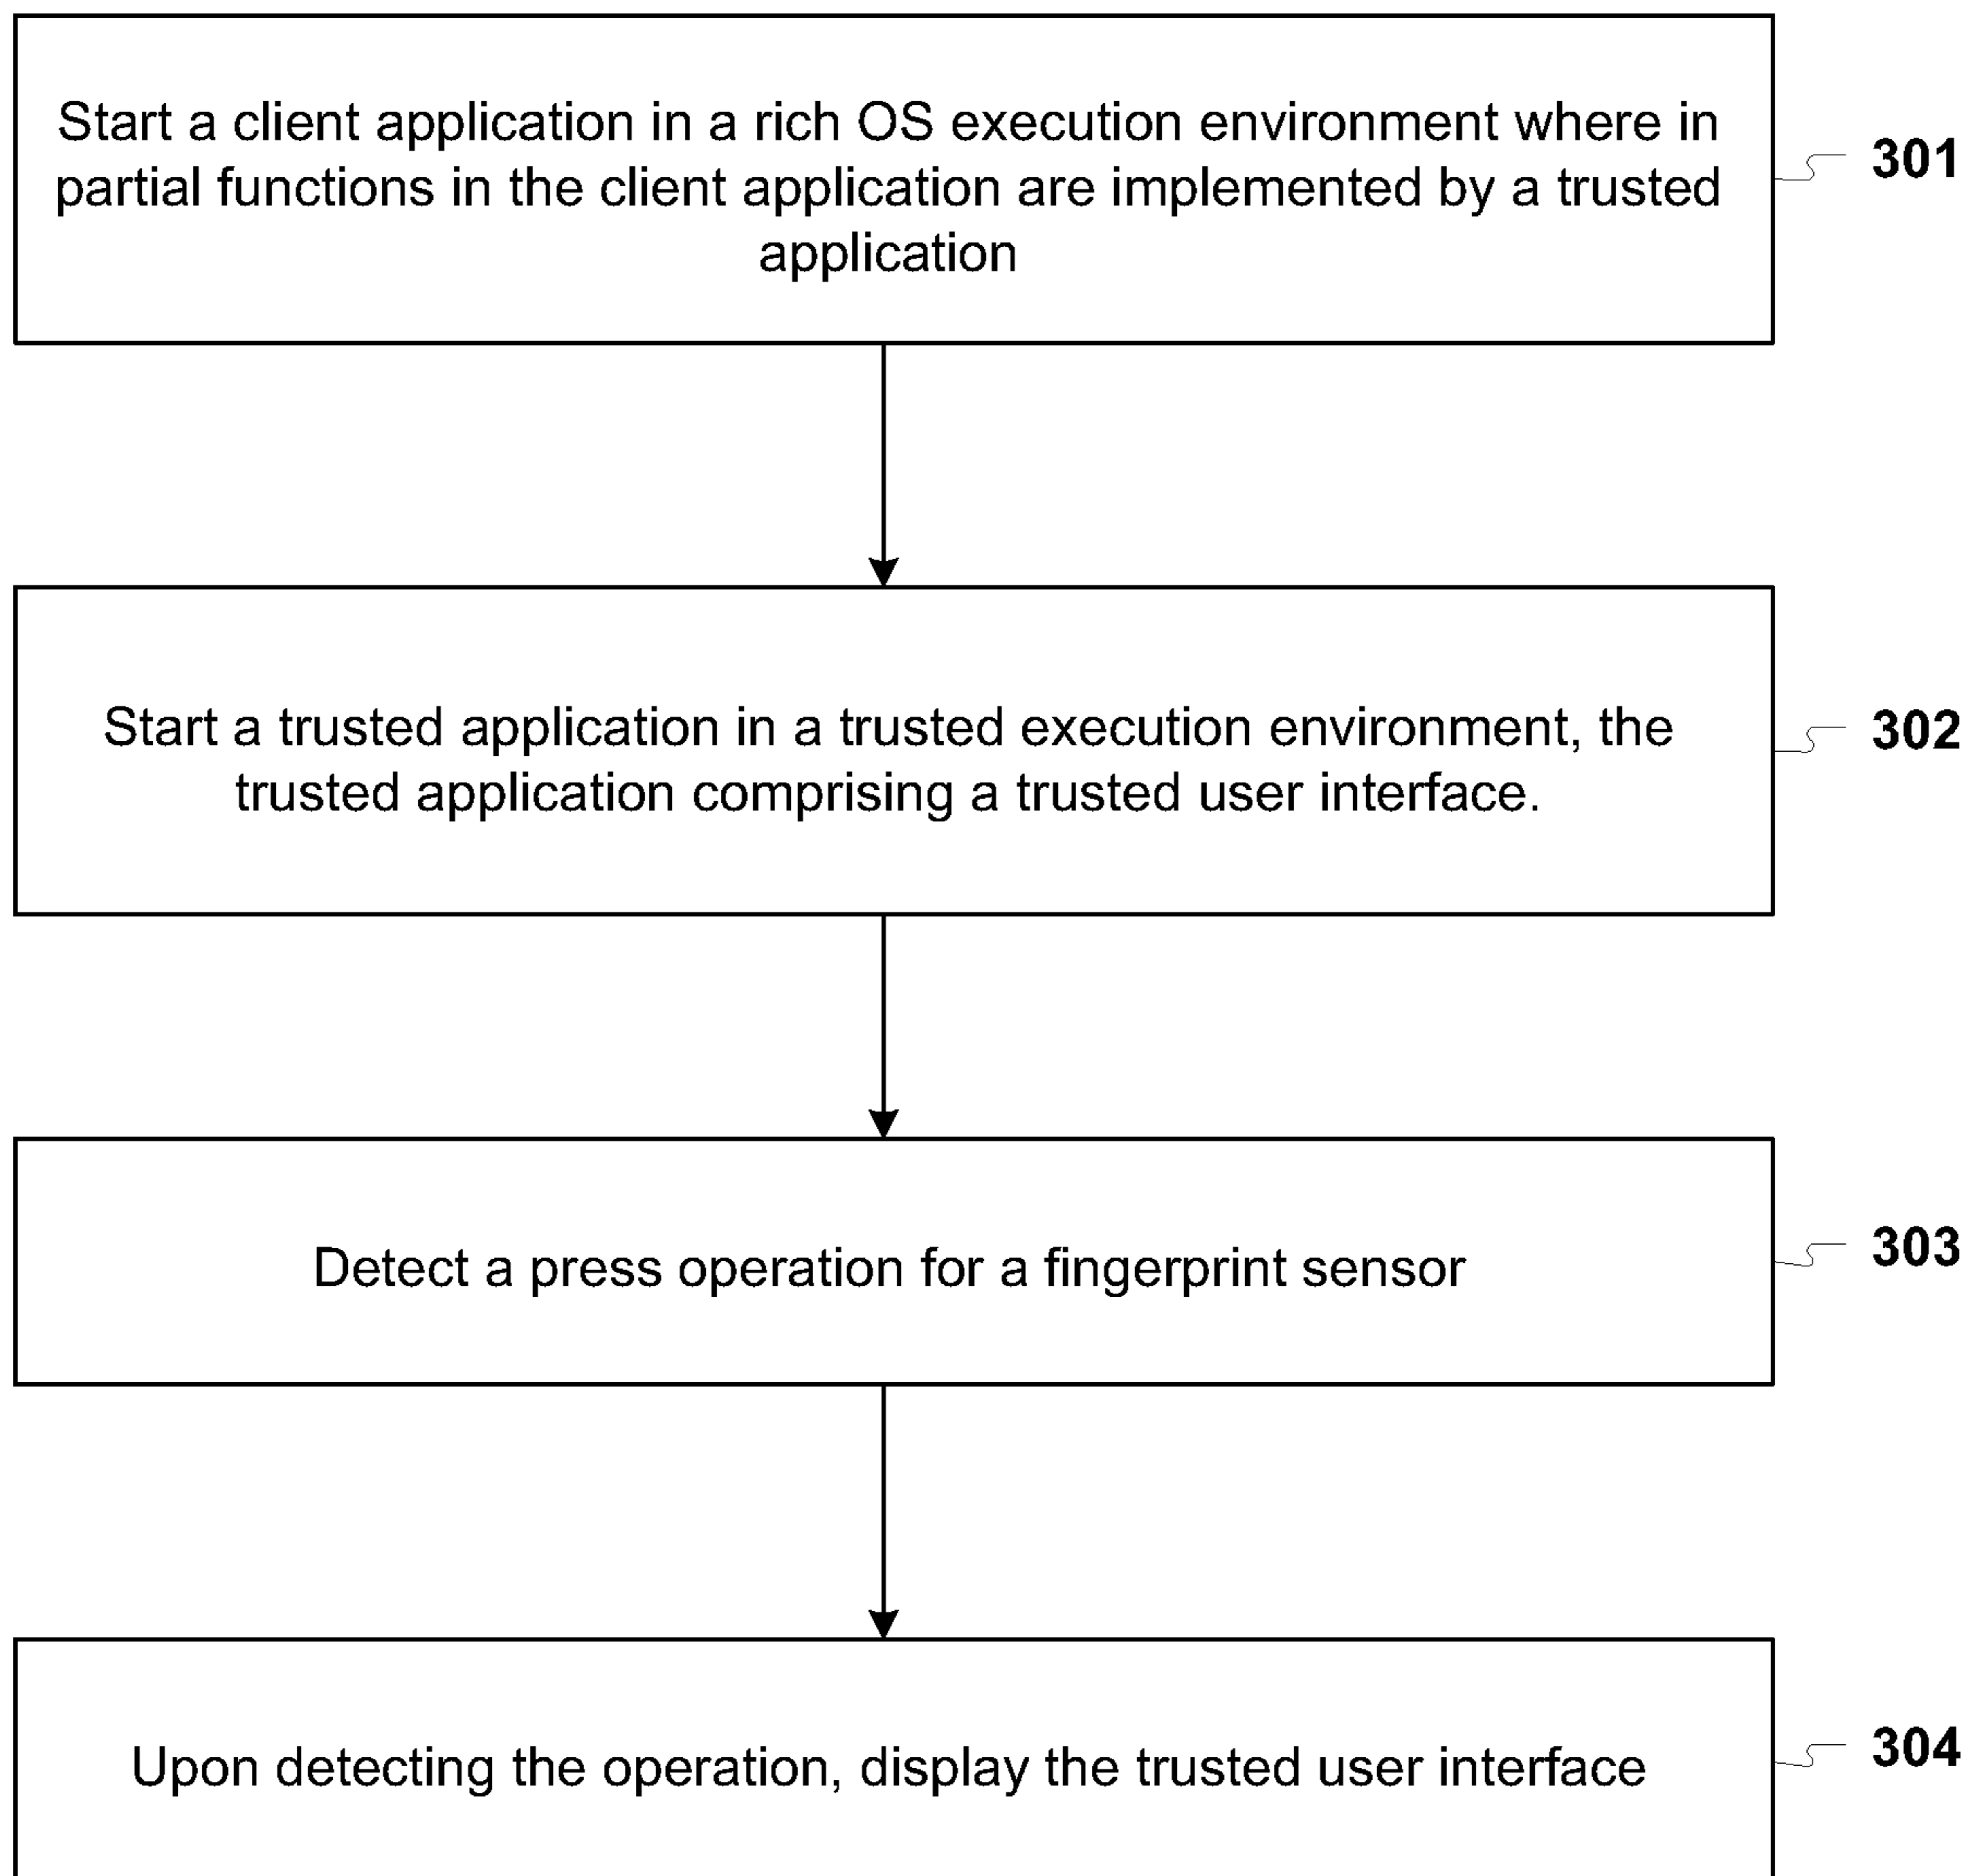 Start a client application in a rich OS execution environment where in
partial functions in the client application are implemented by a trusted
application
301
Start a trusted application in a trusted execution environment, the
trusted application comprising a trusted user interface.
302
Detect a press operation for a fingerprint sensor
303
Upon detecting the operation, display the trusted user interface
304